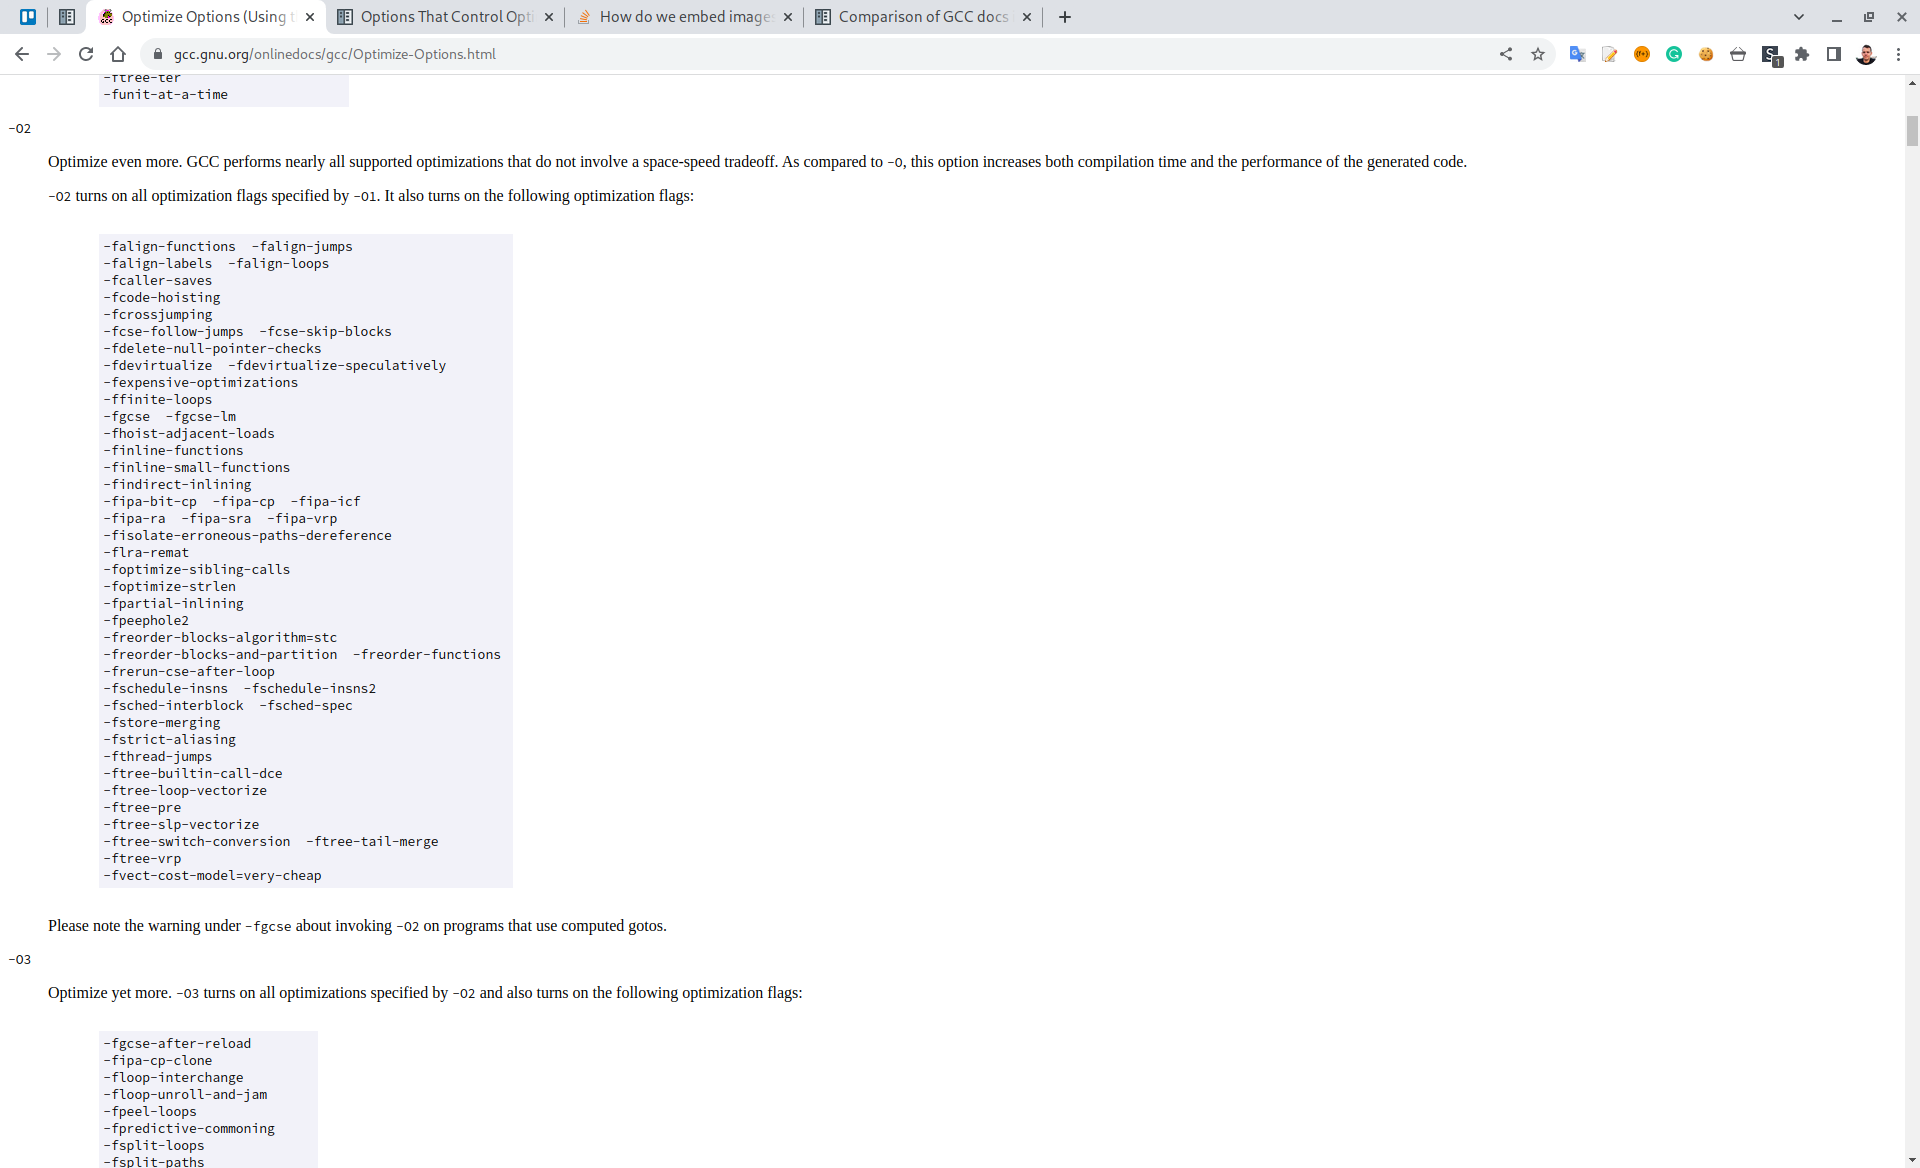 Optimize Options (Using t
Options That Control Opti
How do we embed images
Comparison of GCC docs
gcc.gnu.org/onlinedocs/gcc/Optimize-Options.html
1
-ftree-ter
-funit-at-a-time
-O2
Optimize even more. GCC performs nearly all supported optimizations that do not involve a space-speed tradeoff. As compared to -O, this option increases both compilation time and the performance of the generated code.
-O2 turns on all optimization flags specified by -O1. It also turns on the following optimization flags:
-falign-functions -falign-jumps
-falign-labels -falign-loops
-fcaller-saves
-fcode-hoisting
-fcrossjumping
-fcse-follow-jumps -fcse-skip-blocks
-fdelete-null-pointer-checks
-fdevirtualize -fdevirtualize-speculatively
-fexpensive-optimizations
-ffinite-loops
-fgcse -fgcse-lm
-fhoist-adjacent-loads
-finline-functions
-finline-small-functions
-findirect-inlining
-fipa-bit-cp -fipa-cp -fipa-icf
-fipa-ra -fipa-sra -fipa-vrp
-fisolate-erroneous-paths-dereference
-flra-remat
-foptimize-sibling-calls
-foptimize-strlen
-fpartial-inlining
-fpeephole2
-freorder-blocks-algorithm=stc
-freorder-blocks-and-partition -freorder-functions
-frerun-cse-after-loop
-fschedule-insns -fschedule-insns2
-fsched-interblock -fsched-spec
-fstore-merging
-fstrict-aliasing
-fthread-jumps
-ftree-builtin-call-dce
-ftree-loop-vectorize
-ftree-pre
-ftree-slp-vectorize
-ftree-switch-conversion -ftree-tail-merge
-ftree-vrp
-fvect-cost-model=very-cheap
Please note the warning under -fgcse about invoking -O2 on programs that use computed gotos.
-O3
Optimize yet more. -O3 turns on all optimizations specified by -O2 and also turns on the following optimization flags:
-fgcse-after-reload
-fipa-cp-clone
-floop-interchange
-floop-unroll-and-jam
-fpeel-loops
-fpredictive-commoning
-fsplit-loops
-fsplit-paths